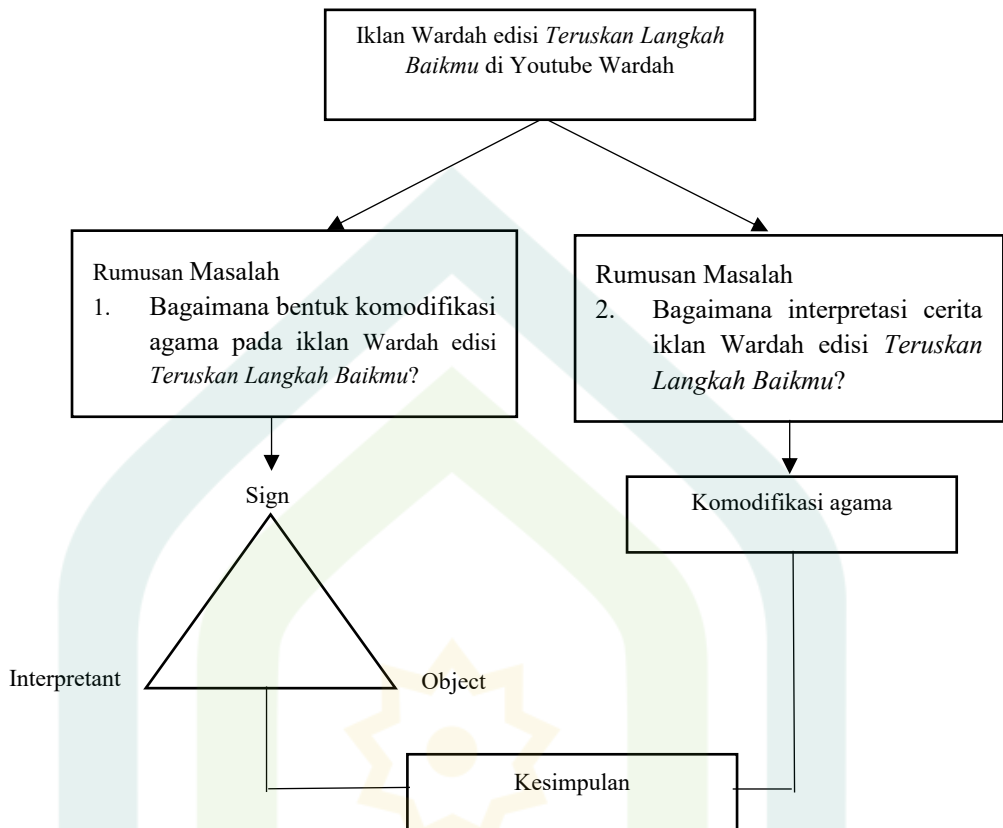 Iklan Wardah edisi Teruskan Langkah
Baikmu di Youtube Wardah
Rumusan Masalah
1. Bagaimana bentuk komodifikasi
agama pada iklan Wardah edisi
Teruskan Langkah Baikmu?
Rumusan Masalah
2. Bagaimana interpretasi cerita
iklan Wardah edisi Teruskan
Langkah Baikmu?
Sign
Komodifikasi agama
Interpretant
Object
Kesimpulan